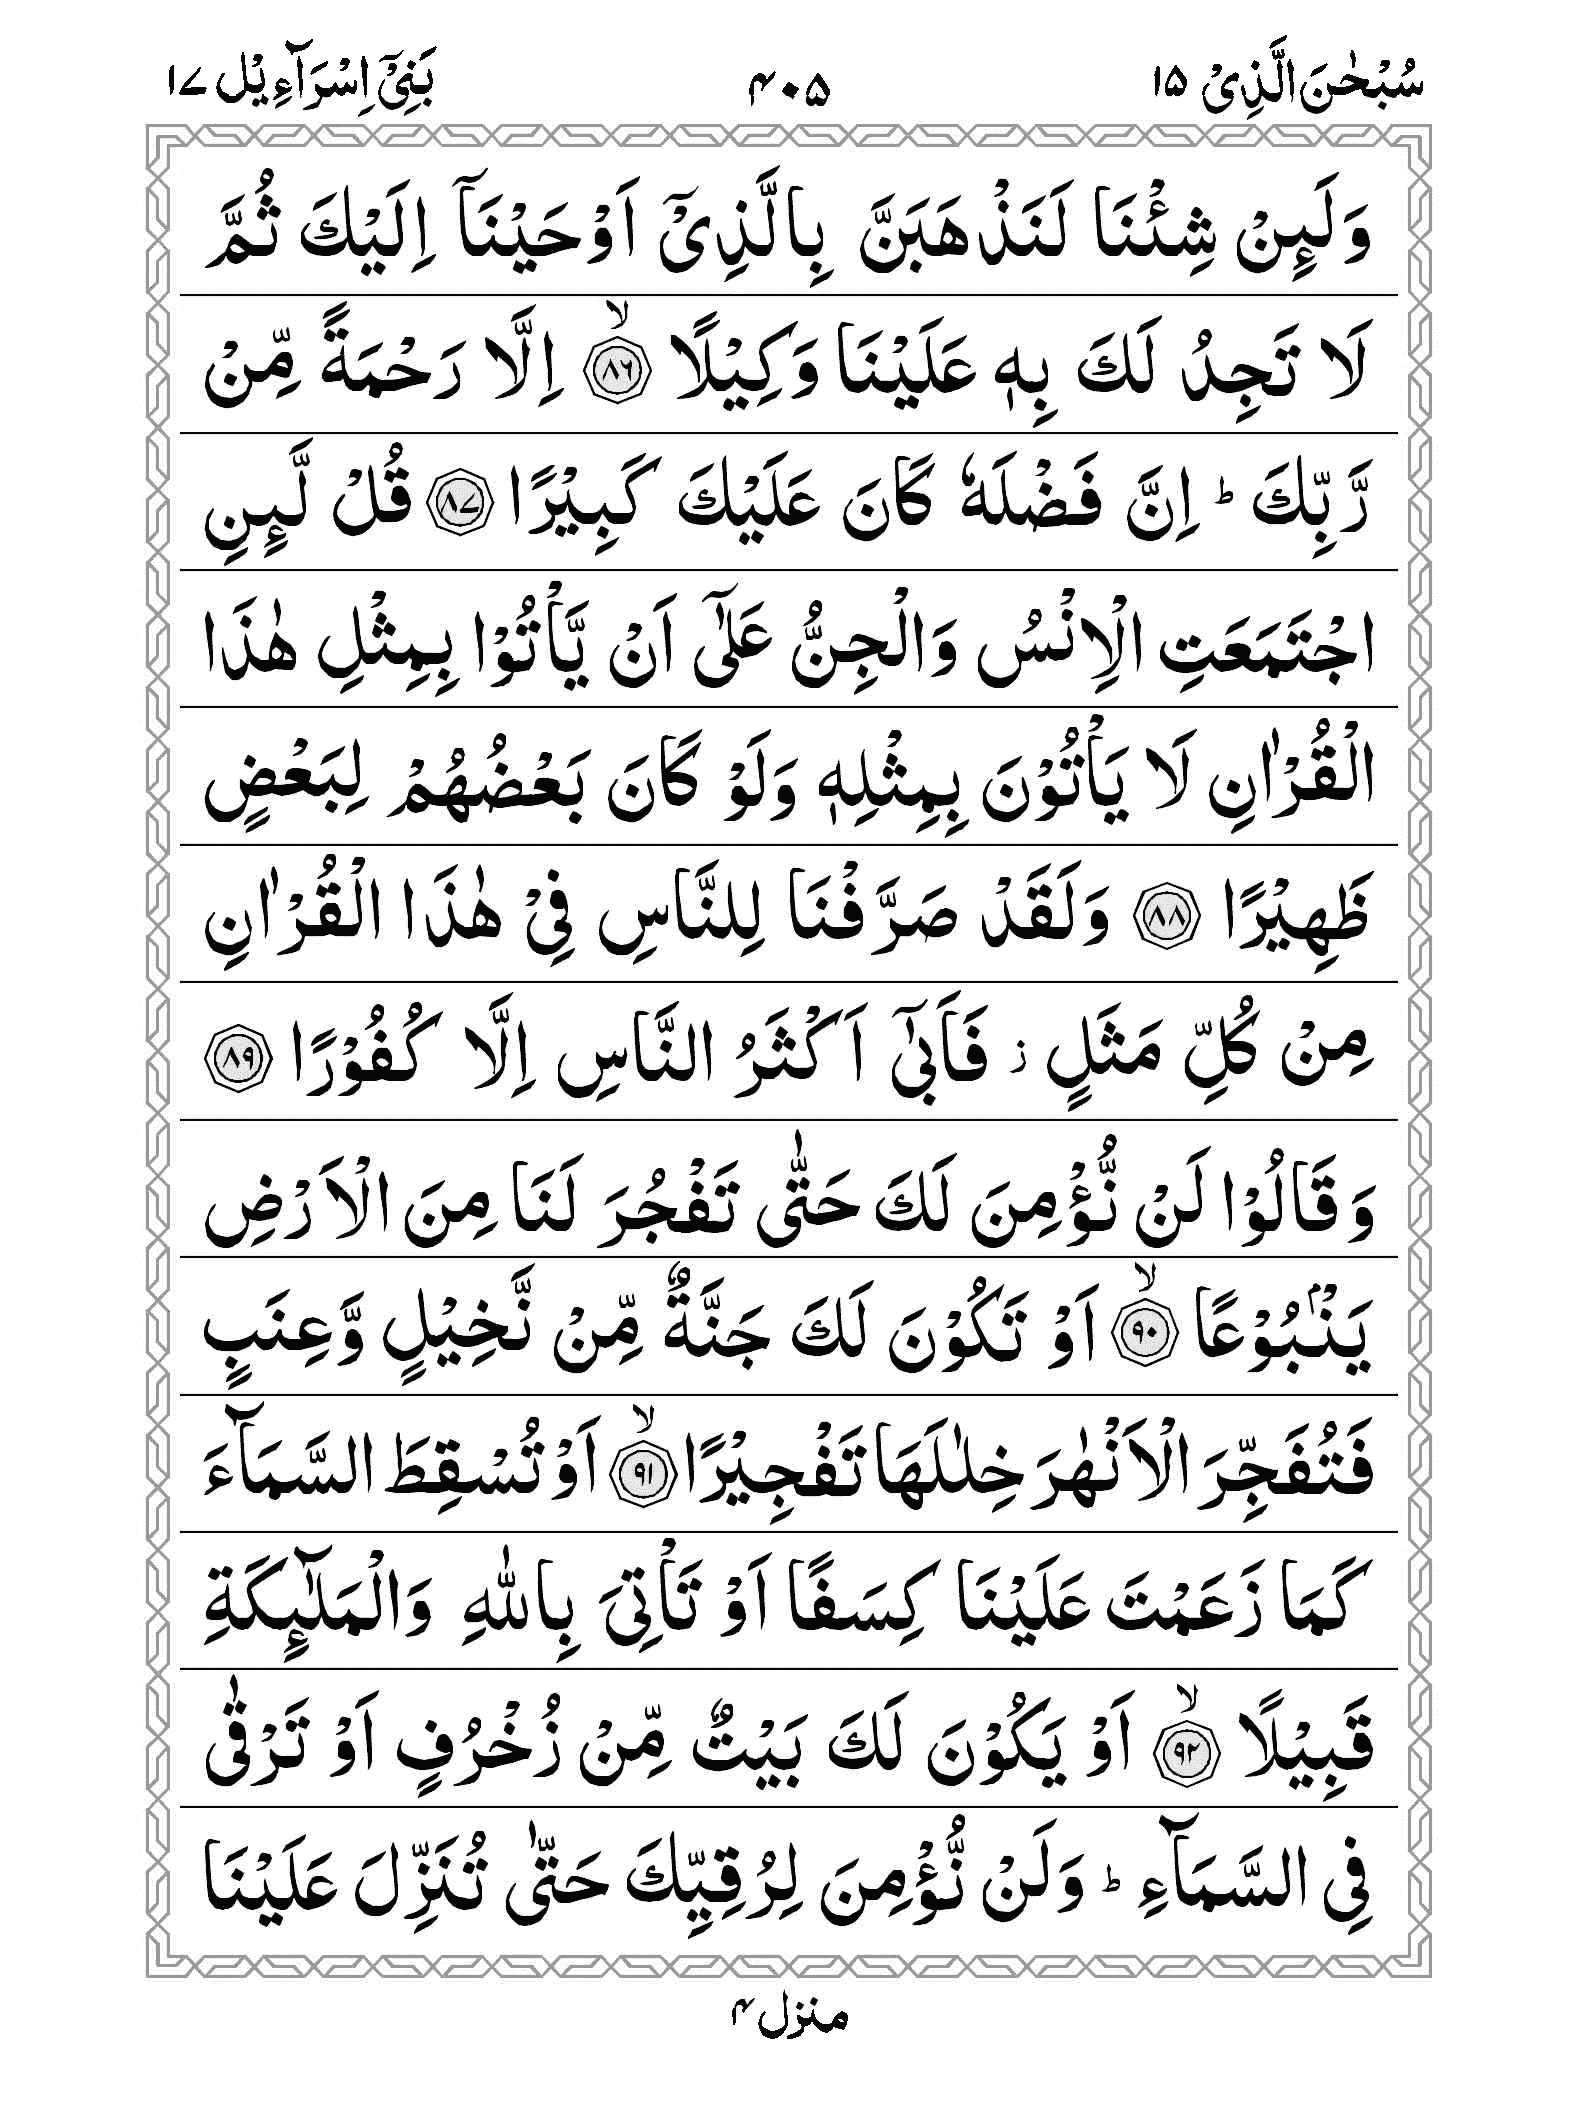 سُبْحٰنَ الَّذِیْ ۱۵
۴۰۵
بَنِیْۤ اِسْرَآءِیْل ۱۷
وَلَىِٕنْ شِئْنَا لَنَذْهَبَنَّ بِالَّذِیْۤ اَوْحَیْنَاۤ اِلَیْكَ ثُمَّ
لَا تَجِدُ لَكَ بِهٖ عَلَیْنَا وَكِیْلًا ۙ﴿۸۶﴾ اِلَّا رَحْمَةً مِّنْ
رَّبِّكَ ؕ اِنَّ فَضْلَهٗ كَانَ عَلَیْكَ كَبِیْرًا ﴿۸۷﴾ قُلْ لَّىِٕنِ
اجْتَمَعَتِ الْاِنْسُ وَالْجِنُّ عَلٰۤی اَنْ یَّاْتُوْا بِمِثْلِ هٰذَا
الْقُرْاٰنِ لَا یَاْتُوْنَ بِمِثْلِهٖ وَلَوْ كَانَ بَعْضُهُمْ لِبَعْضٍ
ظَهِیْرًا ﴿۸۸﴾ وَلَقَدْ صَرَّفْنَا لِلنَّاسِ فِیْ هٰذَا الْقُرْاٰنِ
مِنْ كُلِّ مَثَلٍ ؗ فَاَبٰۤی اَكْثَرُ النَّاسِ اِلَّا كُفُوْرًا ﴿۸۹﴾
وَقَالُوْا لَنْ نُّؤْمِنَ لَكَ حَتّٰی تَفْجُرَ لَنَا مِنَ الْاَرْضِ
یَنْۢبُوْعًا ۙ﴿۹۰﴾ اَوْ تَكُوْنَ لَكَ جَنَّةٌ مِّنْ نَّخِیْلٍ وَّعِنَبٍ
فَتُفَجِّرَ الْاَنْهٰرَ خِلٰلَهَا تَفْجِیْرًا ۙ﴿۹۱﴾ اَوْ تُسْقِطَ السَّمَآءَ
كَمَا زَعَمْتَ عَلَیْنَا كِسَفًا اَوْ تَاْتِیَ بِاللّٰهِ وَالْمَلٰٓىِٕكَةِ
قَبِیْلًا ۙ﴿۹۲﴾ اَوْ یَكُوْنَ لَكَ بَیْتٌ مِّنْ زُخْرُفٍ اَوْ تَرْقٰی
فِی السَّمَآءِ ؕ وَلَنْ نُّؤْمِنَ لِرُقِیِّكَ حَتّٰی تُنَزِّلَ عَلَیْنَا
منزل ۴